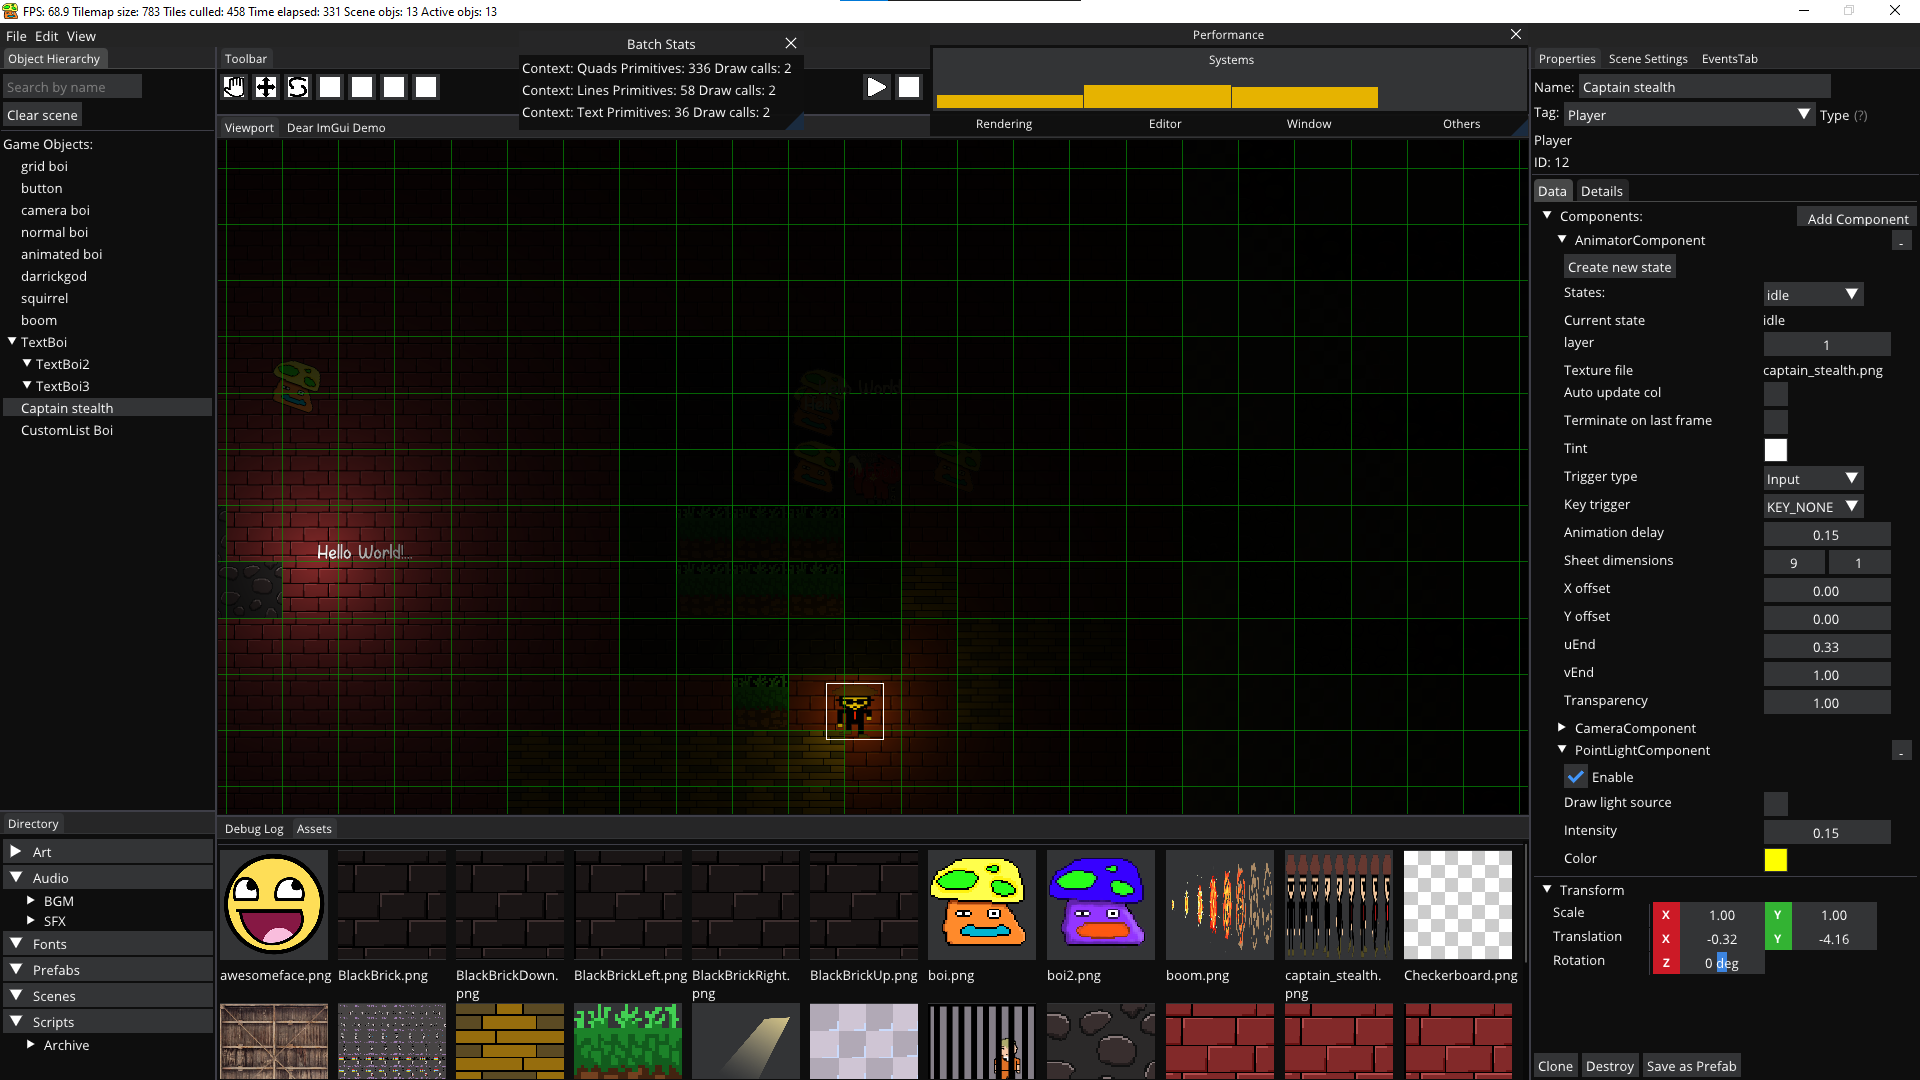 FPS: 68.9 Tilemap size: 783 Tiles culled: 458 Time elapsed: 331 Scene objs: 13 Active objs: 13
File Edit View
Object Hierarchy
Search by name
Clear scene
Game Objects:
grid boi
button
camera boi
normal boi
animated boi
darrickgod
squirrel
boom
TextBoi
TextBoi2
TextBoi3
Captain stealth
CustomList Boi
Toolbar
Batch Stats
Context: Quads Primitives: 336 Draw calls: 2
Context: Lines Primitives: 58 Draw calls: 2
Context: Text Primitives: 36 Draw calls: 2
Performance
Systems
Rendering Editor Window Others
Viewport Dear ImGui Demo
Hello World!...
Directory
Art
Audio
BGM
SFX
Fonts
Prefabs
Scenes
Scripts
Archive
Debug Log Assets
awesomeface.png
BlackBrick.png
BlackBrickDown.
png
BlackBrickLeft.png
BlackBrickRight.
png
BlackBrickUp.png
boi.png
boi2.png
boom.png
captain_stealth.
png
Checkerboard.png
Properties Scene Settings EventsTab
Name: Captain stealth
Tag: Player Type (?)
Player
ID: 12
Data Details
Components: Add Component
AnimatorComponent -
Create new state
States: idle
Current state idle
layer 1
Texture file captain_stealth.png
Auto update col
Terminate on last frame
Tint
Trigger type Input
Key trigger KEY_NONE
Animation delay 0.15
Sheet dimensions 9 1
X offset 0.00
Y offset 0.00
uEnd 0.33
vEnd 1.00
Transparency 1.00
CameraComponent
PointLightComponent -
Enable
Draw light source
Intensity 0.15
Color
Transform
Scale X 1.00 Y 1.00
Translation X -0.32 Y -4.16
Rotation Z 0 deg
Clone Destroy Save as Prefab